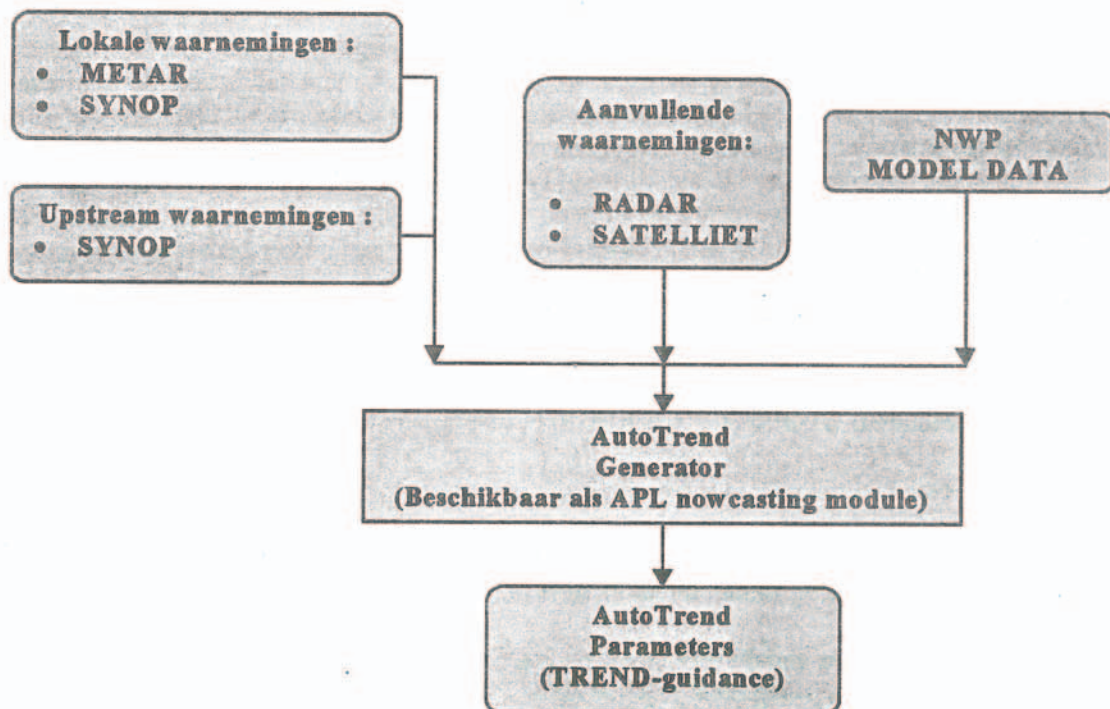 Lokale waarnemingen :
• METAR
• SYNOP
Upstream waarnemingen :
• SYNOP
Aanvullende
waarnemingen:
• RADAR
• SATELLIET
NWP
MODEL DATA
AutoTrend
Generator
(Beschikbaar als APL nowcasting module)
AutoTrend
Parameters
(TREND-guidance)